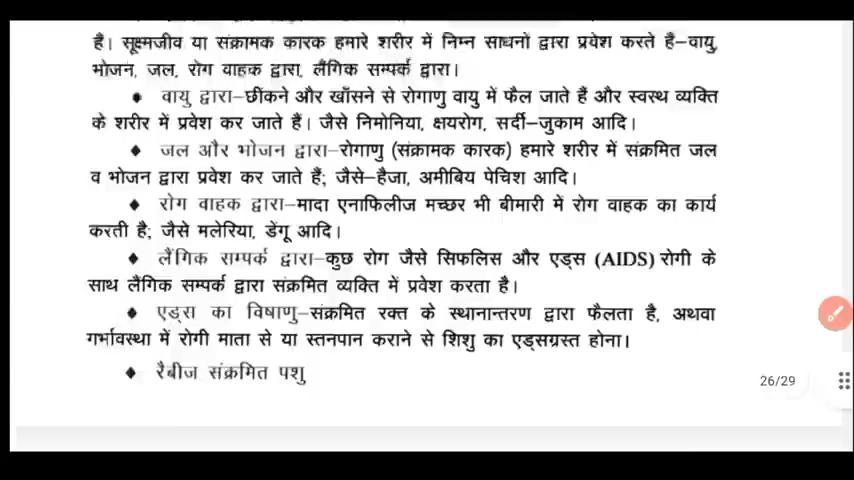 है। सूक्ष्मजीव या संक्रामक कारक हमारे शरीर में निम्न साधनो द्वारा प्रवेश करते है–वायु,
भोजन, जल, रोग वाहक द्वारा, लैंगिक सम्पर्क द्वारा।
♦ वायु द्वारा–छींकने और खाँसने से रोगाणु वायु में फैल जाते हैं और स्वस्थ व्यक्ति
के शरीर में प्रवेश कर जाते हैं। जैसे निमोनिया, क्षयरोग, सर्दी–जुकाम आदि।
♦ जल और भोजन द्वारा–रोगाणु (संक्रामक कारक) हमारे शरीर में संक्रमित जल
व भोजन द्वारा प्रवेश कर जाते हैं; जैसे–हैजा, अमीबिय पेचिश आदि।
♦ रोग वाहक द्वारा–मादा एनाफिलीज मच्छर भी बीमारी में रोग वाहक का कार्य
करती है; जैसे मलेरिया, डेंगू आदि।
♦ लैंगिक सम्पर्क द्वारा–कुछ रोग जैसे सिफलिस और एड्स (AIDS) रोगी के
साथ लैंगिक सम्पर्क द्वारा संक्रमित व्यक्ति में प्रवेश करता है।
♦ एड्स का विषाणु–संक्रमित रक्त के स्थानान्तरण द्वारा फैलता है, अथवा
गर्भावस्था में रोगी माता से या स्तनपान कराने से शिशु का एड्सग्रस्त होना।
♦ रैबीज संक्रमित पशु
26/29